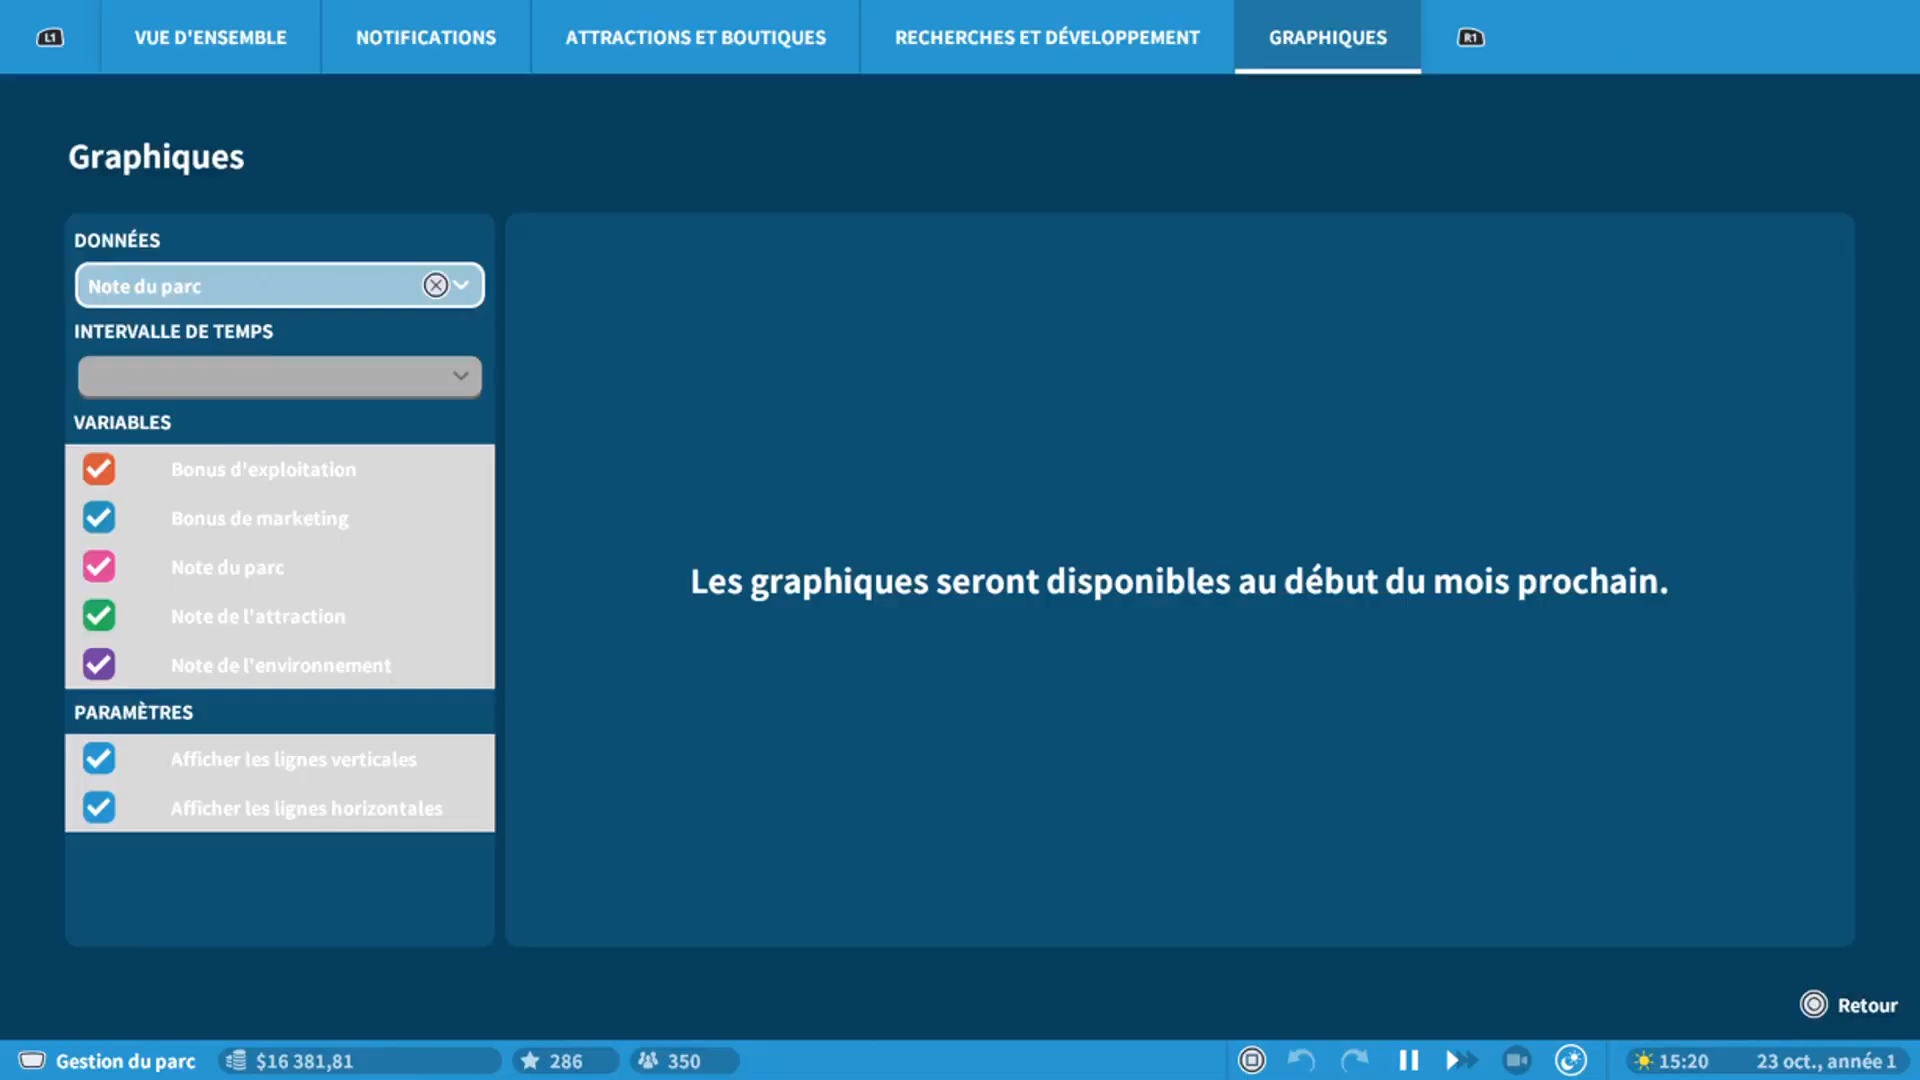 L1
VUE D'ENSEMBLE
NOTIFICATIONS
ATTRACTIONS ET BOUTIQUES
RECHERCHES ET DÉVELOPPEMENT
GRAPHIQUES
R1
Graphiques
DONNÉES
Note du parc
INTERVALLE DE TEMPS
VARIABLES
Bonus d'exploitation
Bonus de marketing
Note du parc
Note de l'attraction
Note de l'environnement
PARAMÈTRES
Afficher les lignes verticales
Afficher les lignes horizontales
Les graphiques seront disponibles au début du mois prochain.
Retour
Gestion du parc
$16 381,81
286
350
15:20
23 oct., année 1